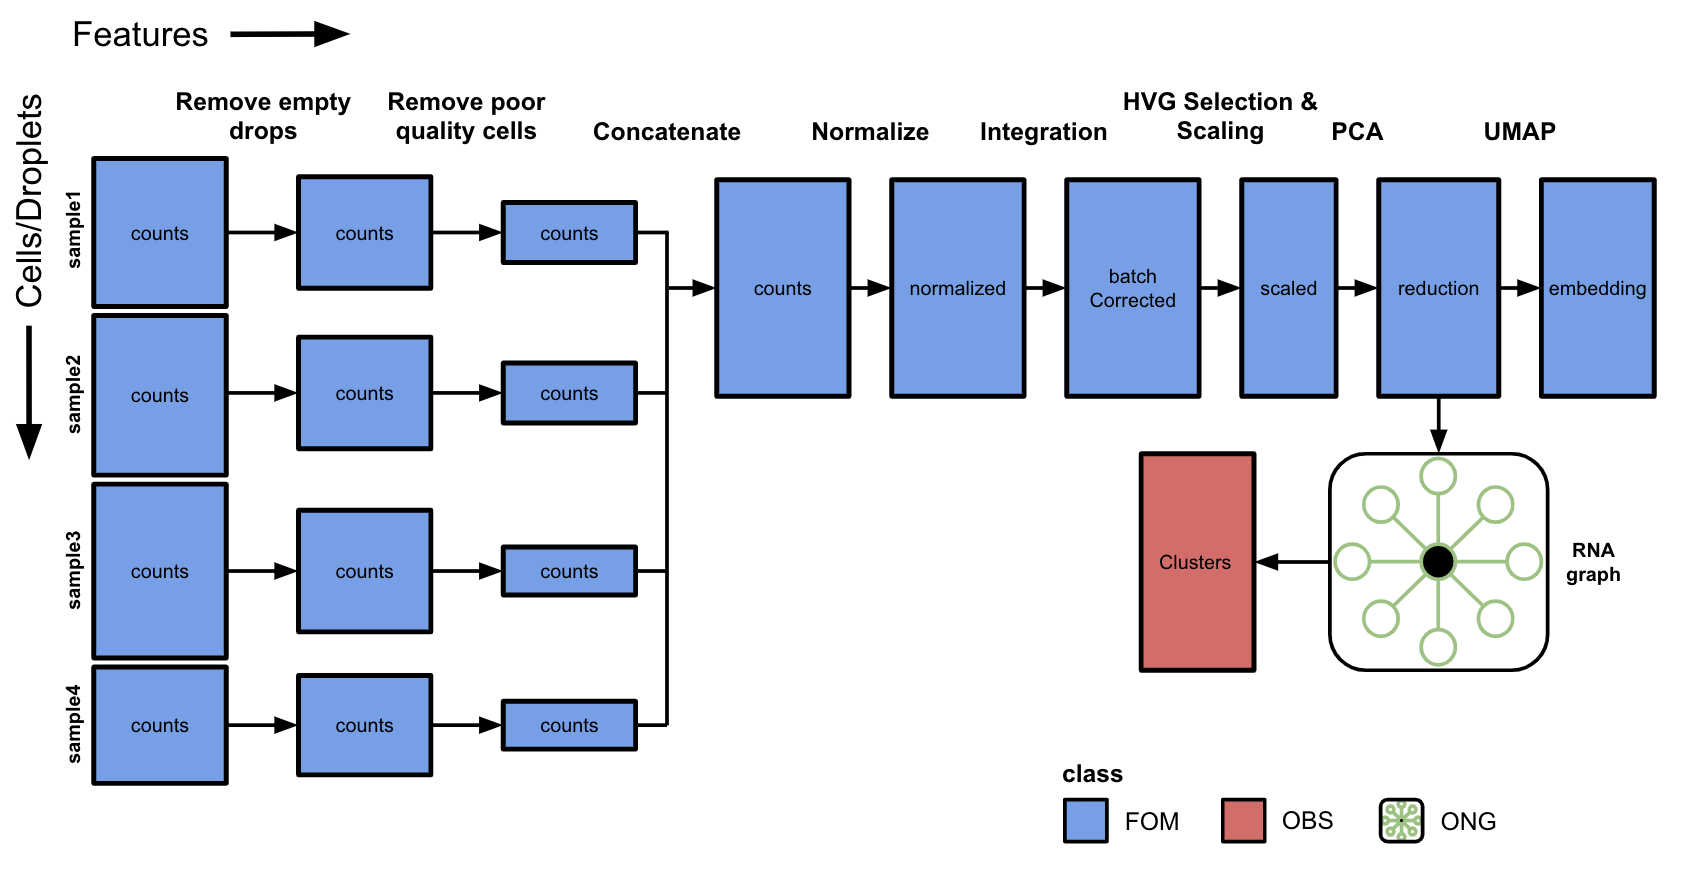 Features
Cells/Droplets
Remove empty
drops
Remove poor
quality cells
Concatenate
Normalize
Integration
HVG Selection &
Scaling
PCA
UMAP
sample1
counts
counts
counts
sample2
counts
counts
counts
sample3
counts
counts
counts
sample4
counts
counts
counts
counts
normalized
batch
Corrected
scaled
reduction
embedding
Clusters
RNA
graph
class
FOM
OBS
ONG